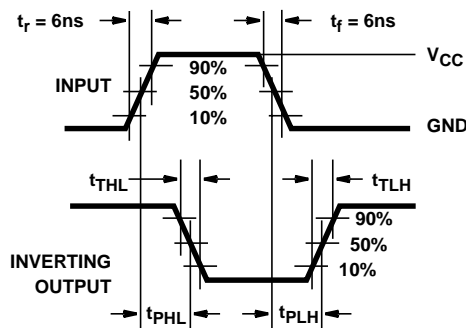 tr = 6ns
tf = 6ns
VCC
90%
INPUT
50%
10%
GND
tTHL
tTLH
90%
50%
INVERTING
OUTPUT
10%
tPHL
tPLH